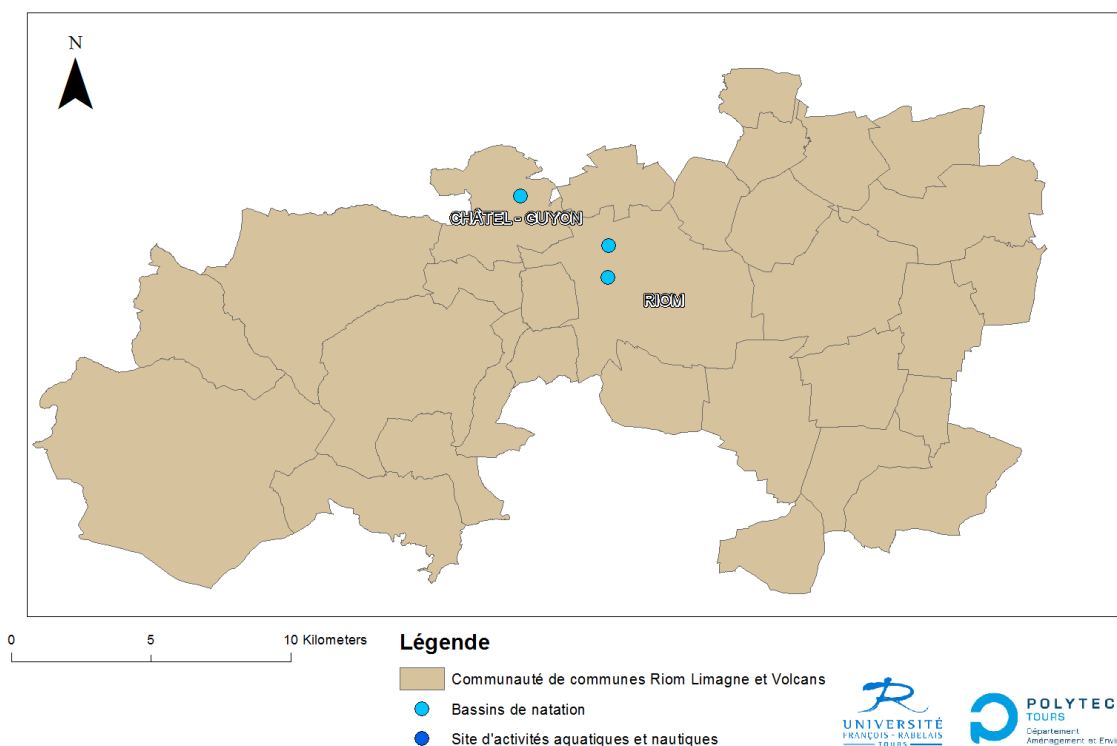 N
CHÂTEL - GUYON
RIOM
0 5 10 Kilometers
Légende
Communauté de communes Riom Limagne et Volcans
Bassins de natation
Site d'activités aquatiques et nautiques
UNIVERSITÉ
FRANÇOIS - RABELAIS
TOURS
POLYTEC
TOURS
Département
Aménagement et Envi